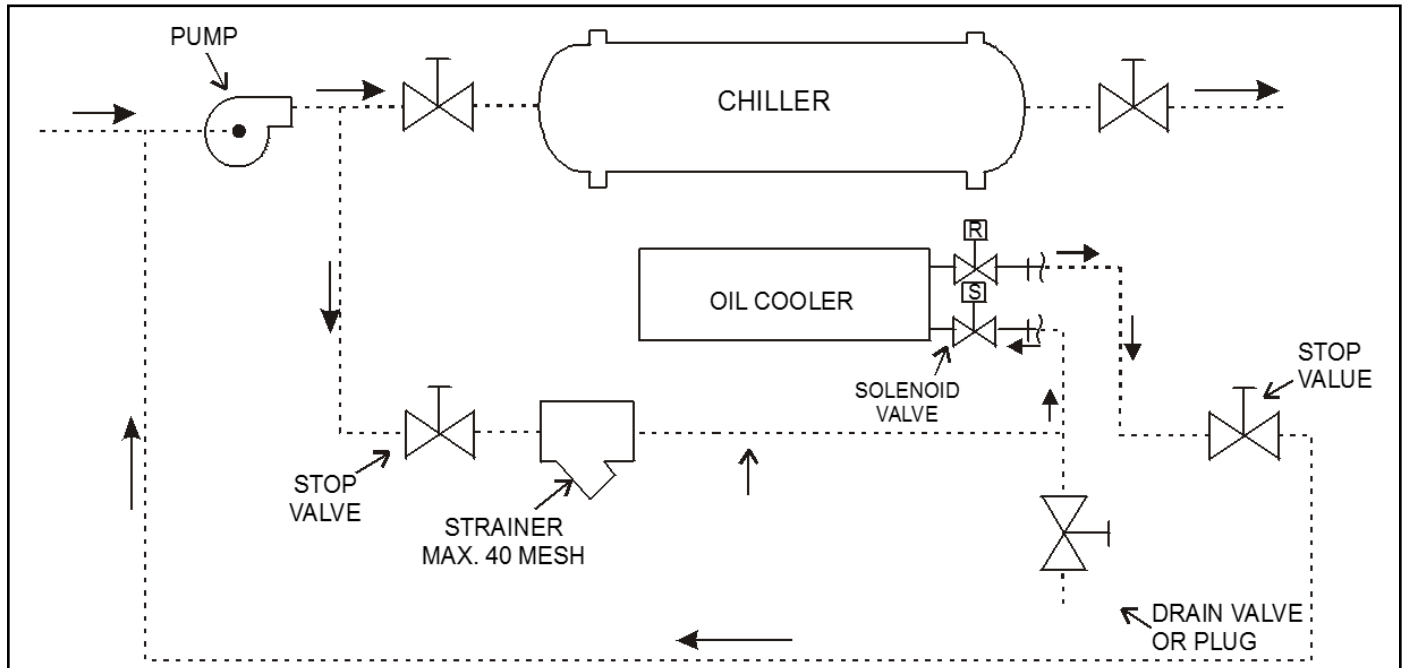 PUMP
CHILLER
R
OIL COOLER
S
SOLENOID
VALVE
STOP
VALUE
STOP
VALVE
STRAINER
MAX. 40 MESH
DRAIN VALVE
OR PLUG